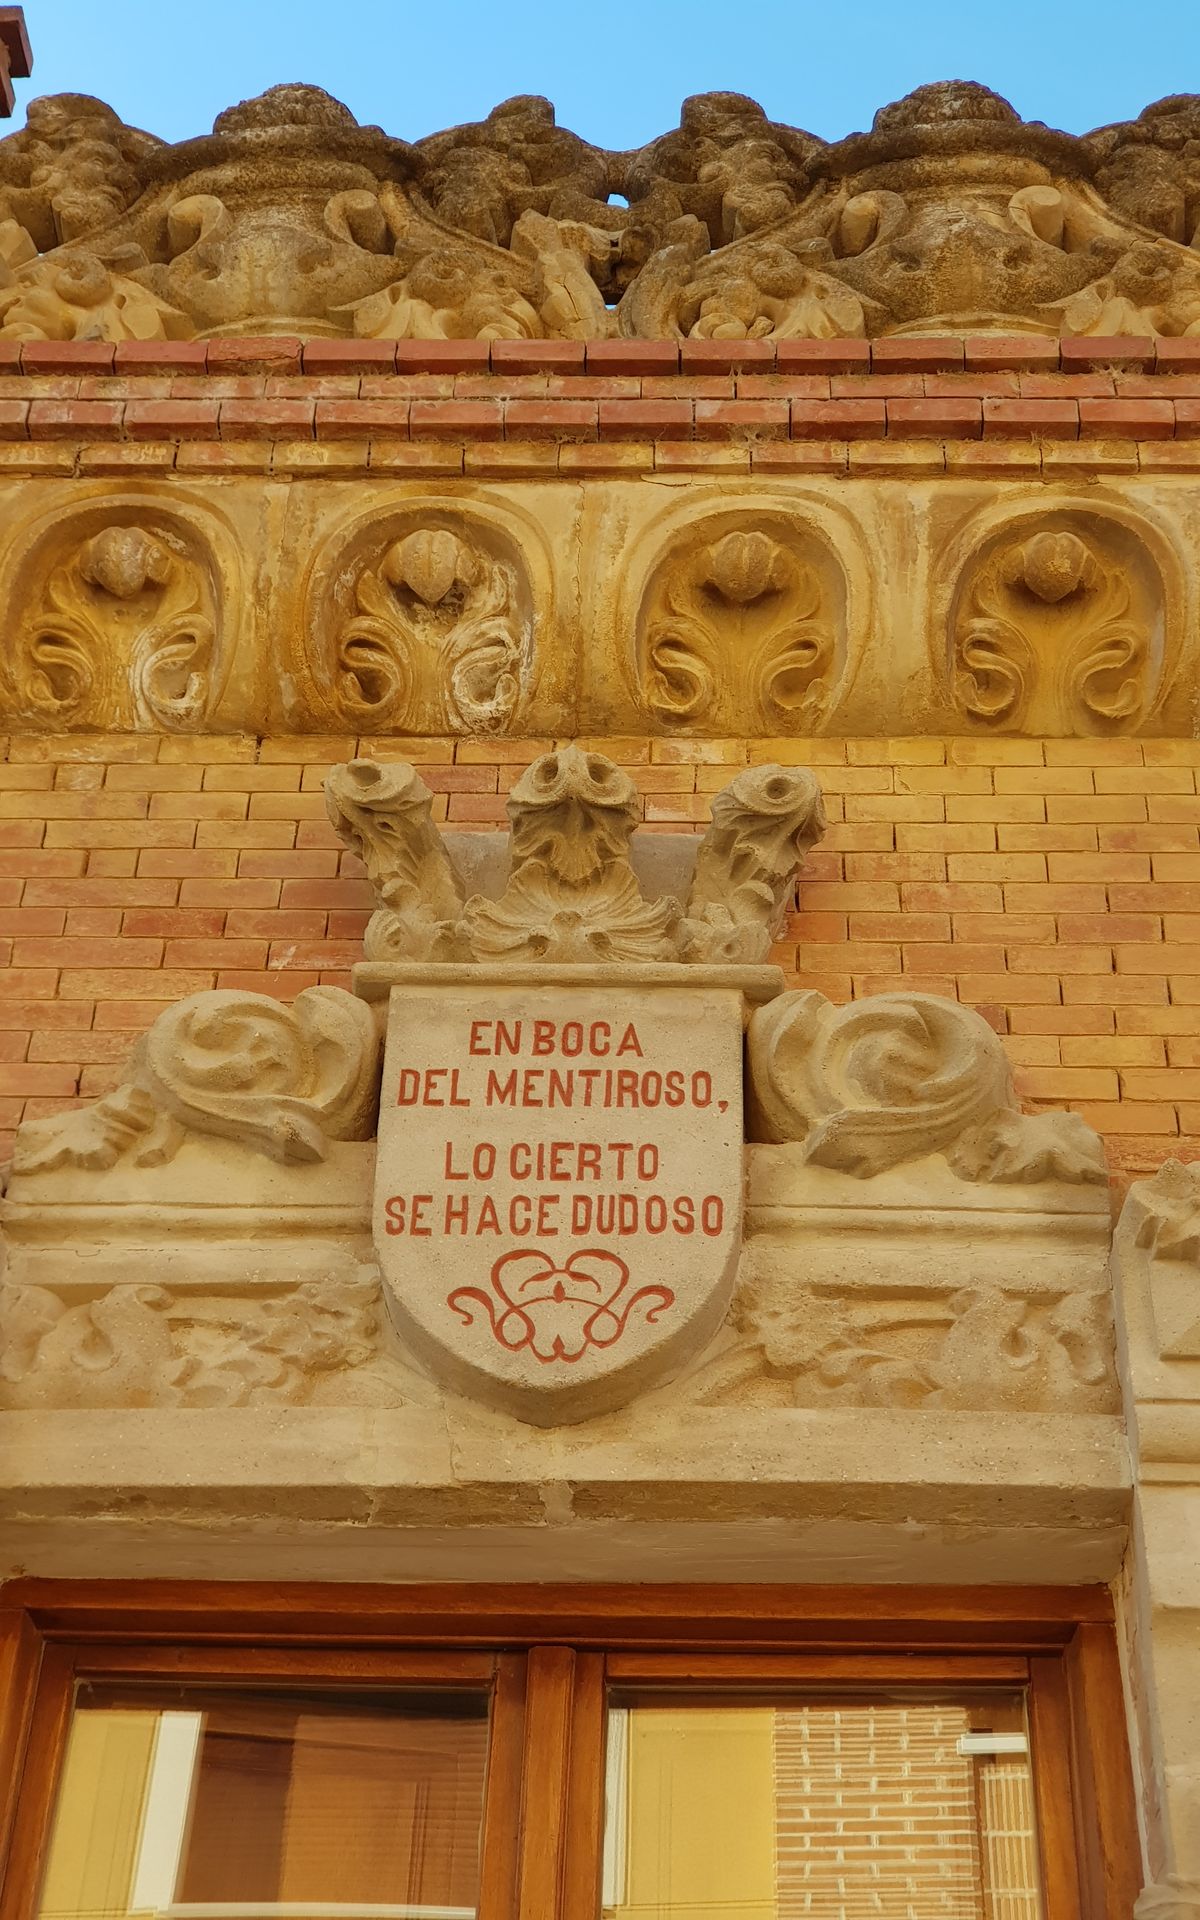 EN BOCA
DEL MENTIROSO,
LO CIERTO
SE HACE DUDOSO